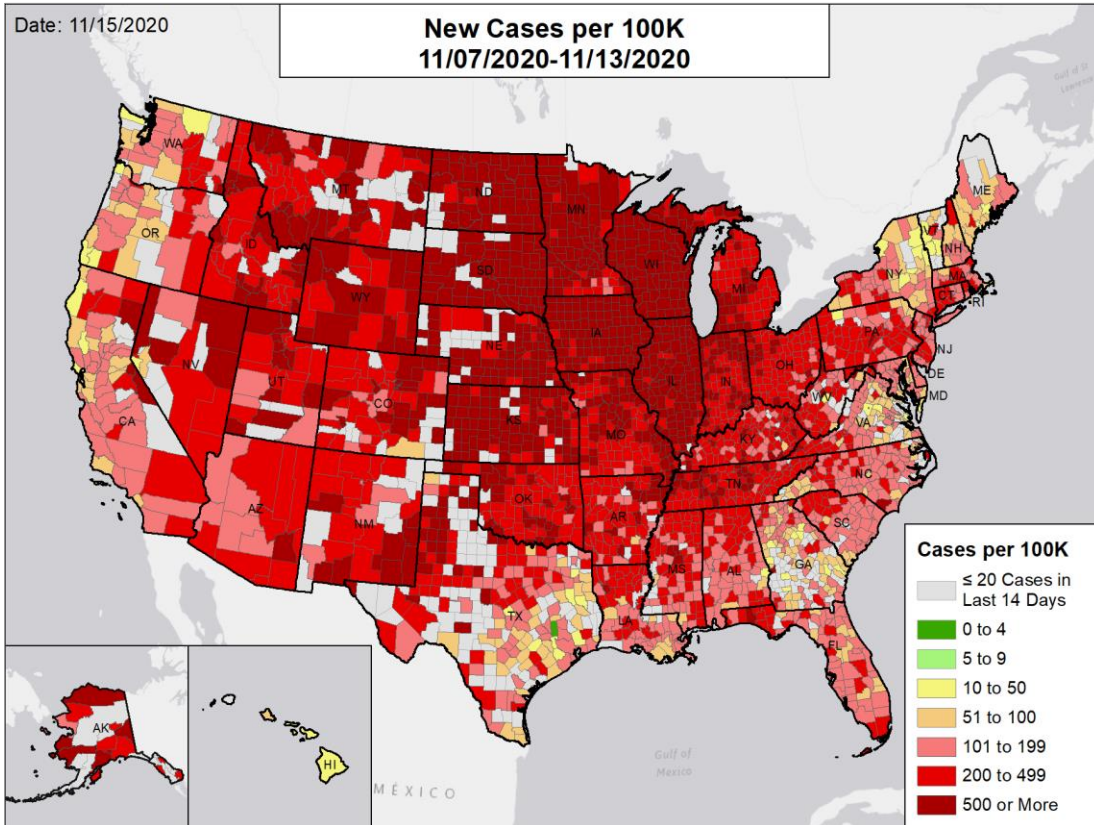 Date: 11/15/2020
New Cases per 100K
11/07/2020-11/13/2020
Gulf of St Lawrence
WA
MT
ND
MN
ME
OR
ID
SD
WI
VT
NH
NY
MA
WY
MI
CT
RI
IA
PA
NE
NJ
NV
UT
IL
IN
OH
DE
CO
MD
WV
CA
KS
MO
VA
KY
NC
TN
AZ
NM
OK
AR
SC
MS
AL
GA
TX
LA
FL
AK
HI
MÉXICO
Gulf of
Mexico
Cases per 100K
≤ 20 Cases in
Last 14 Days
0 to 4
5 to 9
10 to 50
51 to 100
101 to 199
200 to 499
500 or More